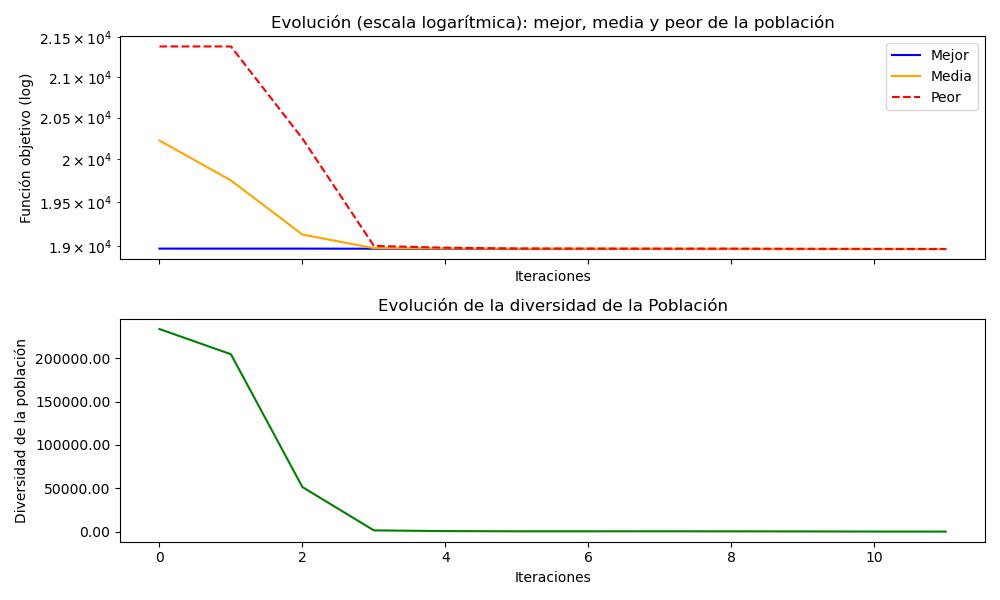 Evolución (escala logarítmica): mejor, media y peor de la población
Función objetivo (log)
2.15 × 10⁴
2.1 × 10⁴
2.05 × 10⁴
2 × 10⁴
1.95 × 10⁴
1.9 × 10⁴
Mejor
Media
Peor
Iteraciones
Evolución de la diversidad de la Población
Diversidad de la población
200000.00
150000.00
100000.00
50000.00
0.00
0 2 4 6 8 10
Iteraciones